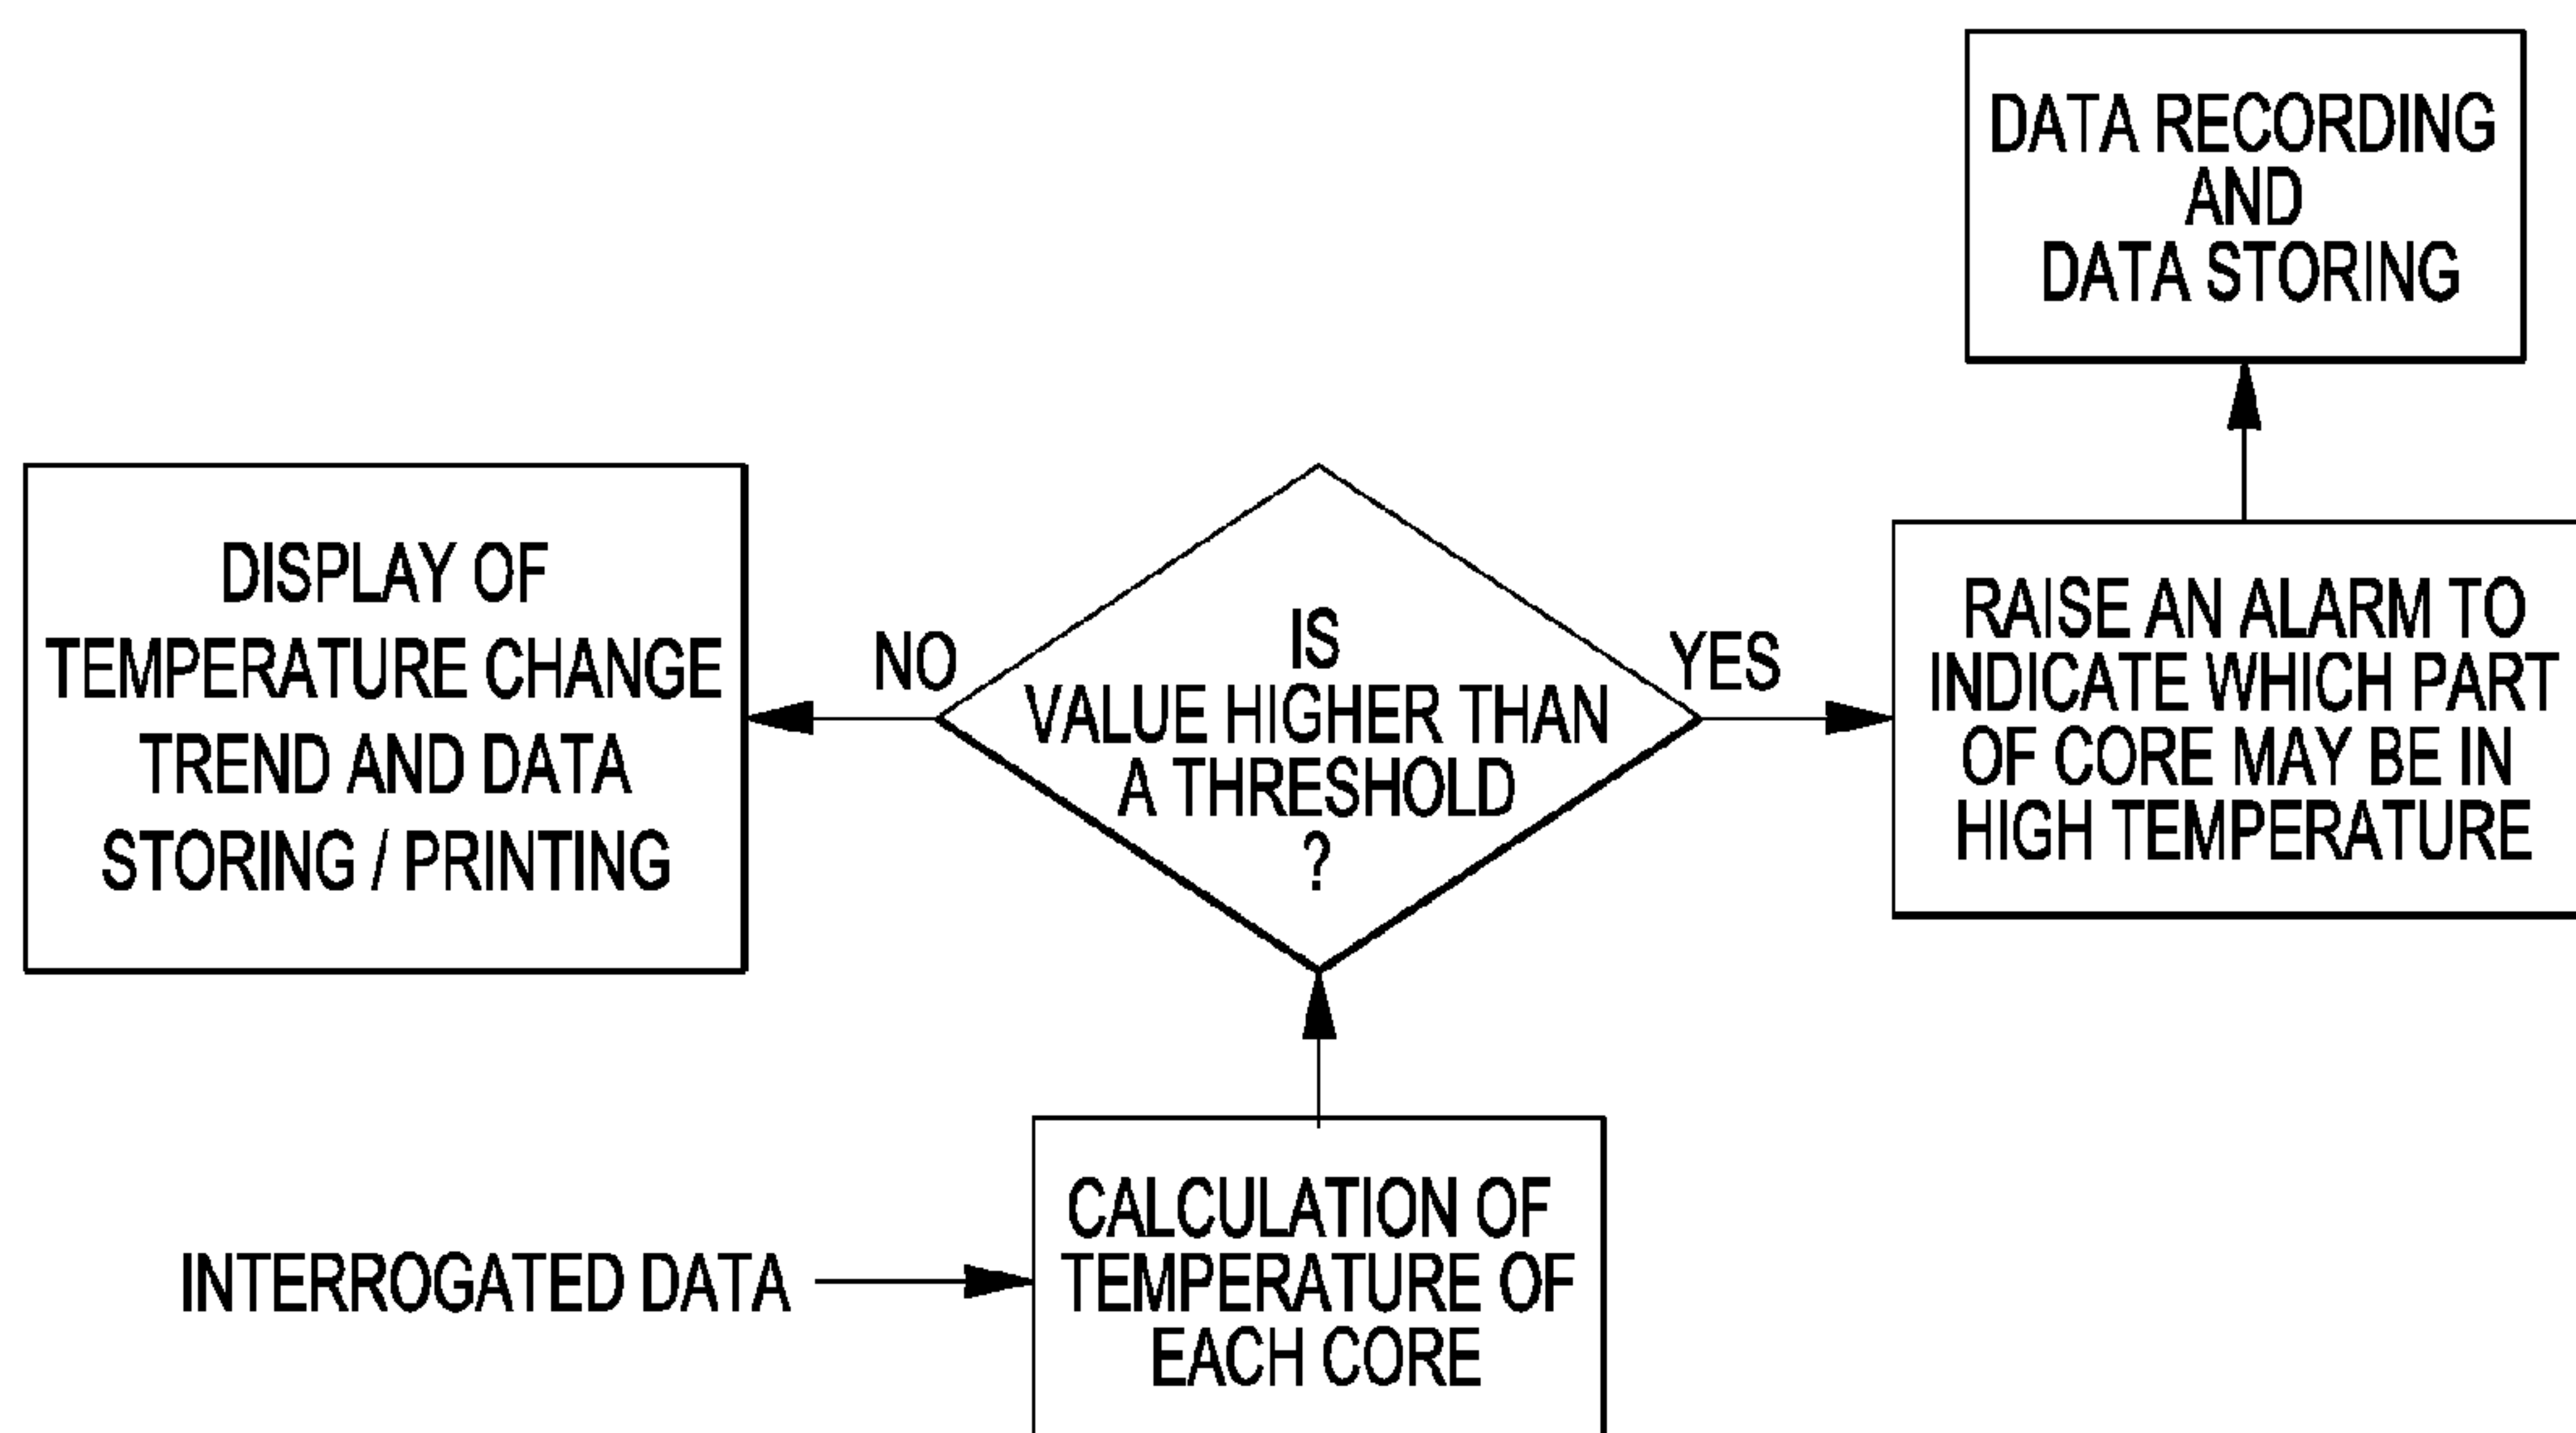 DATA RECORDING
AND
DATA STORING
DISPLAY OF
TEMPERATURE CHANGE
TREND AND DATA
STORING / PRINTING
NO
IS
VALUE HIGHER THAN
A THRESHOLD
?
YES
RAISE AN ALARM TO
INDICATE WHICH PART
OF CORE MAY BE IN
HIGH TEMPERATURE
INTERROGATED DATA
CALCULATION OF
TEMPERATURE OF
EACH CORE